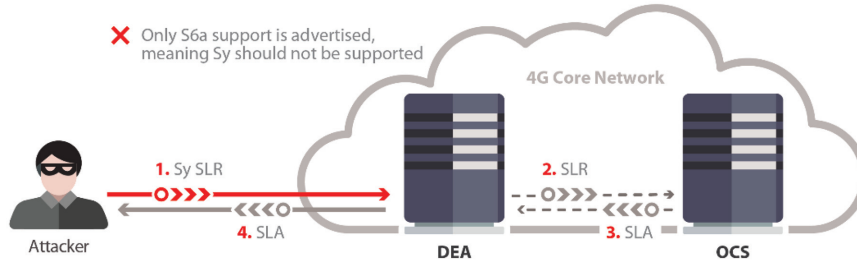 Only S6a support is advertised,
meaning Sy should not be supported
4G Core Network
1. Sy SLR
2. SLR
4. SLA
3. SLA
Attacker
DEA
OCS